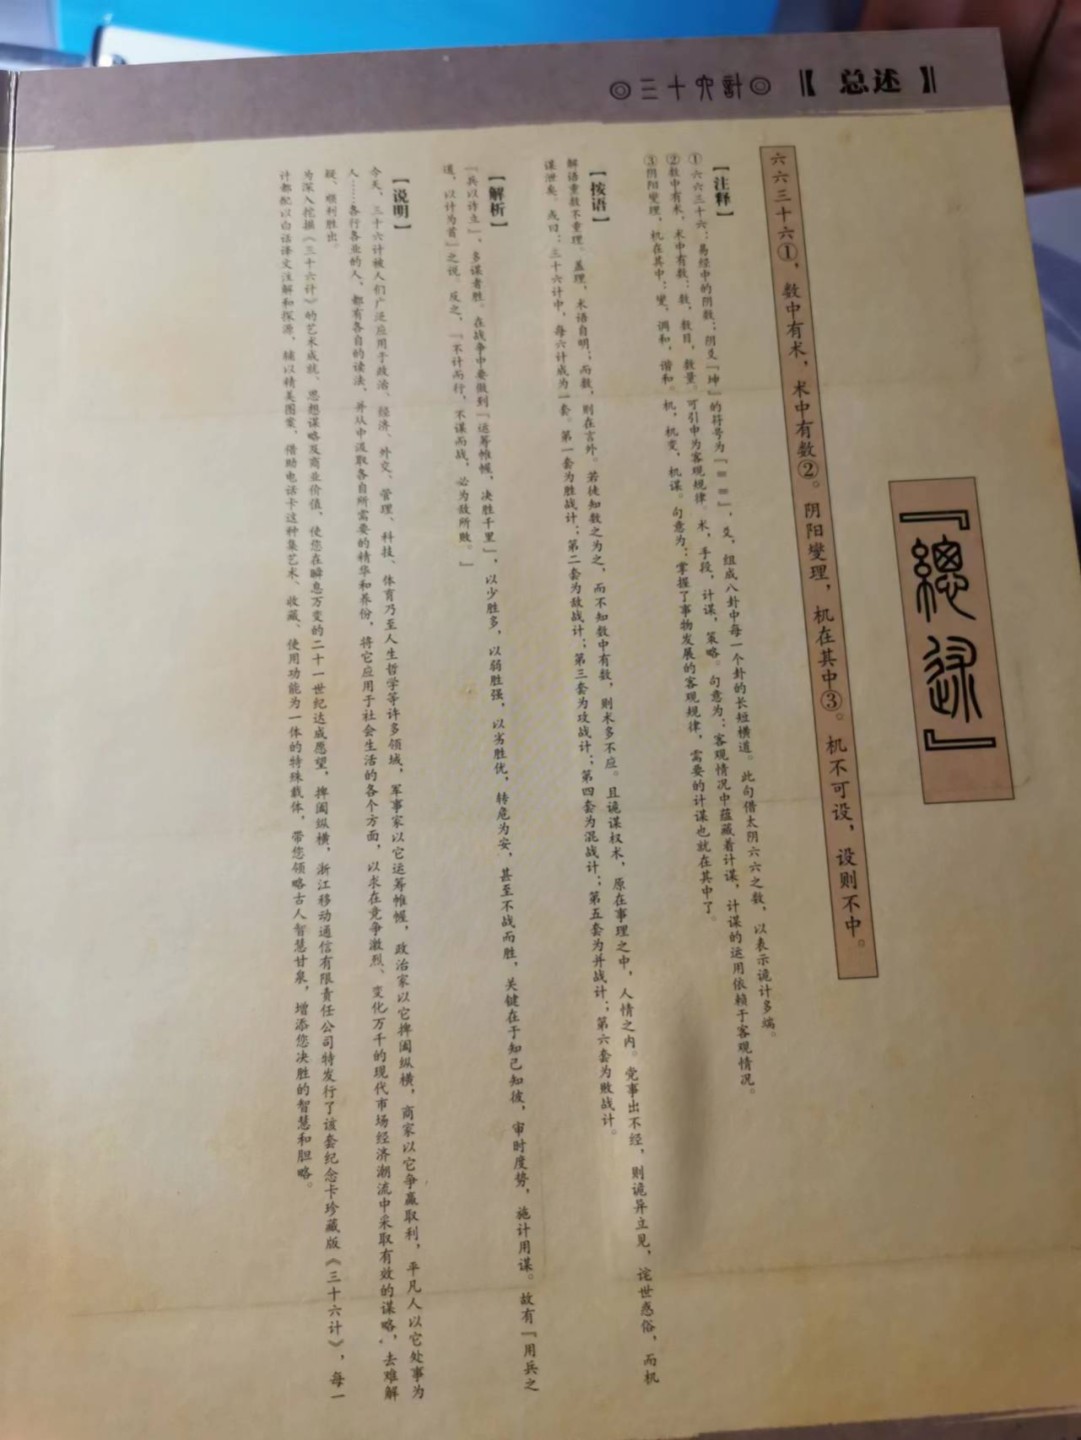 ◎三十六計◎【总述】
『總述』
六六三十六①，数中有术，术中有数②。阴阳燮理，机在其中③。机不可设，设则不中。
【注释】
①六六三十六：易经中的阴数；阴爻『坤』的符号为『☷』，爻，组成八卦中每一个卦的长短横道。此句借太阴六六之数，以表示诡计多端。
②数中有术，术中有数：数，数目，数量。可引申为客观规律。术，手段，计谋，策略。句意为：客观情况中蕴藏着计谋，计谋的运用依赖于客观情况。
③阴阳燮理，机在其中：燮，调和，谐和。机，机变，机谋。句意为：掌握了事物发展的客观规律，需要的计谋也就在其中了。
【按语】
解语重数不重理。盖理，术语自明；而数，则在言外。若徒知数之为之，而不知数中有数，则术多不应。且诡谋权术，原在事理之中，人情之内。党事出不经，则诡异立见，诧世惑俗，而机
谋泄矣。或曰：三十六计中，每六计成为一套。第一套为胜战计；第二套为敌战计；第三套为攻战计；第四套为混战计；第五套为并战计；第六套为败战计。
【解析】
『兵以诈立』，多谋者胜。在战争中要做到『运筹帷幄，决胜千里』，以少胜多，以弱胜强，以劣胜优，转危为安，甚至不战而胜，关键在于知己知彼，审时度势，施计用谋。故有『用兵之
道，以计为首』之说。反之，『不计而行，不谋而战，必为敌所败。』
【说明】
今天，三十六计被人们广泛应用于政治、经济、外交、管理、科技、体育乃至人生哲学等许多领域，军事家以它运筹帷幄，政治家以它捭阖纵横，商家以它争赢取利，平凡人以它处事为
人……各行各业的人，都有各自的读法，并从中汲取各自所需要的精华和养份，将它应用于社会生活的各个方面，以求在竞争激烈、变化万千的现代市场经济潮流中采取有效的谋略，去难解
疑、顺利胜出。
为深入挖掘《三十六计》的艺术成就、思想谋略及商业价值，使您在瞬息万变的二十一世纪达成愿望，捭阖纵横，浙江移动通信有限责任公司特发行了该套纪念卡珍藏版《三十六计》，每一
计都配以白话译文注解和探源，辅以精美图案，借助电话卡这种集艺术、收藏、使用功能为一体的特殊载体，带您领略古人智慧甘泉，增添您决胜的智慧和胆略。